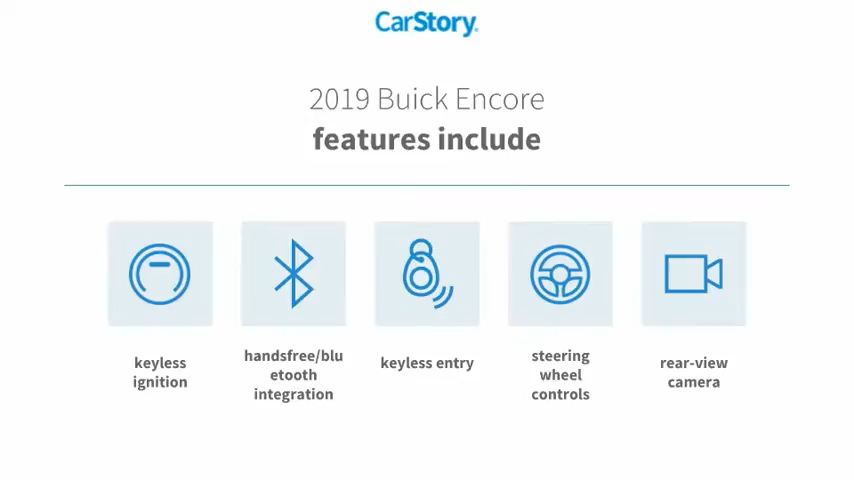 CarStory.
2019 Buick Encore
features include
keyless
ignition
handsfree/blu
etooth
integration
keyless entry
steering
wheel
controls
rear-view
camera